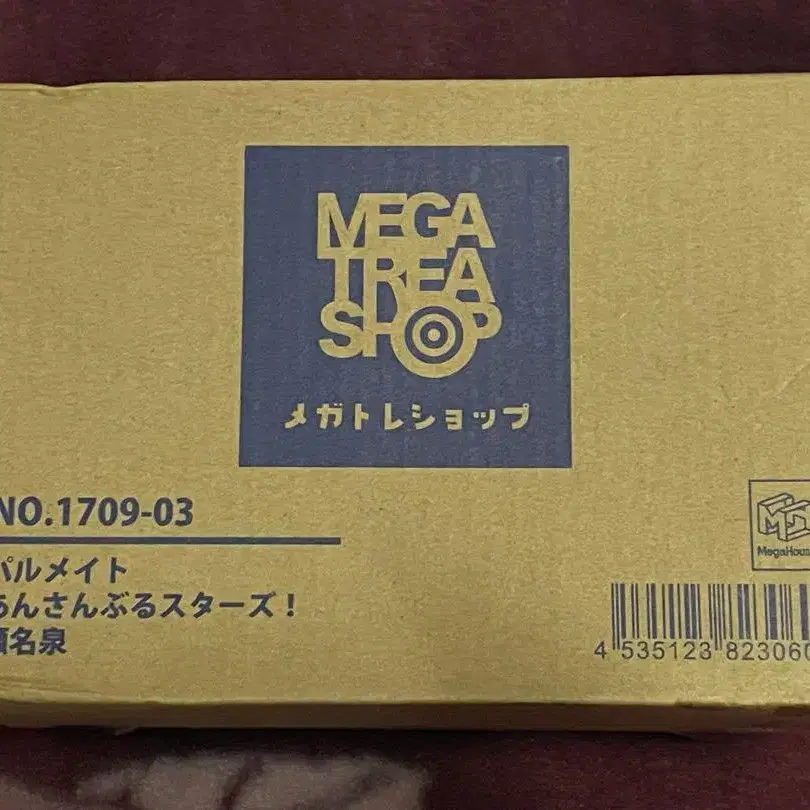 MEGA
TREA
SHOP
メガトレショップ
NO.1709-03
パルメイト
あんさんぶるスターズ！
瀬名泉
MegaHouse
4 535123 82306